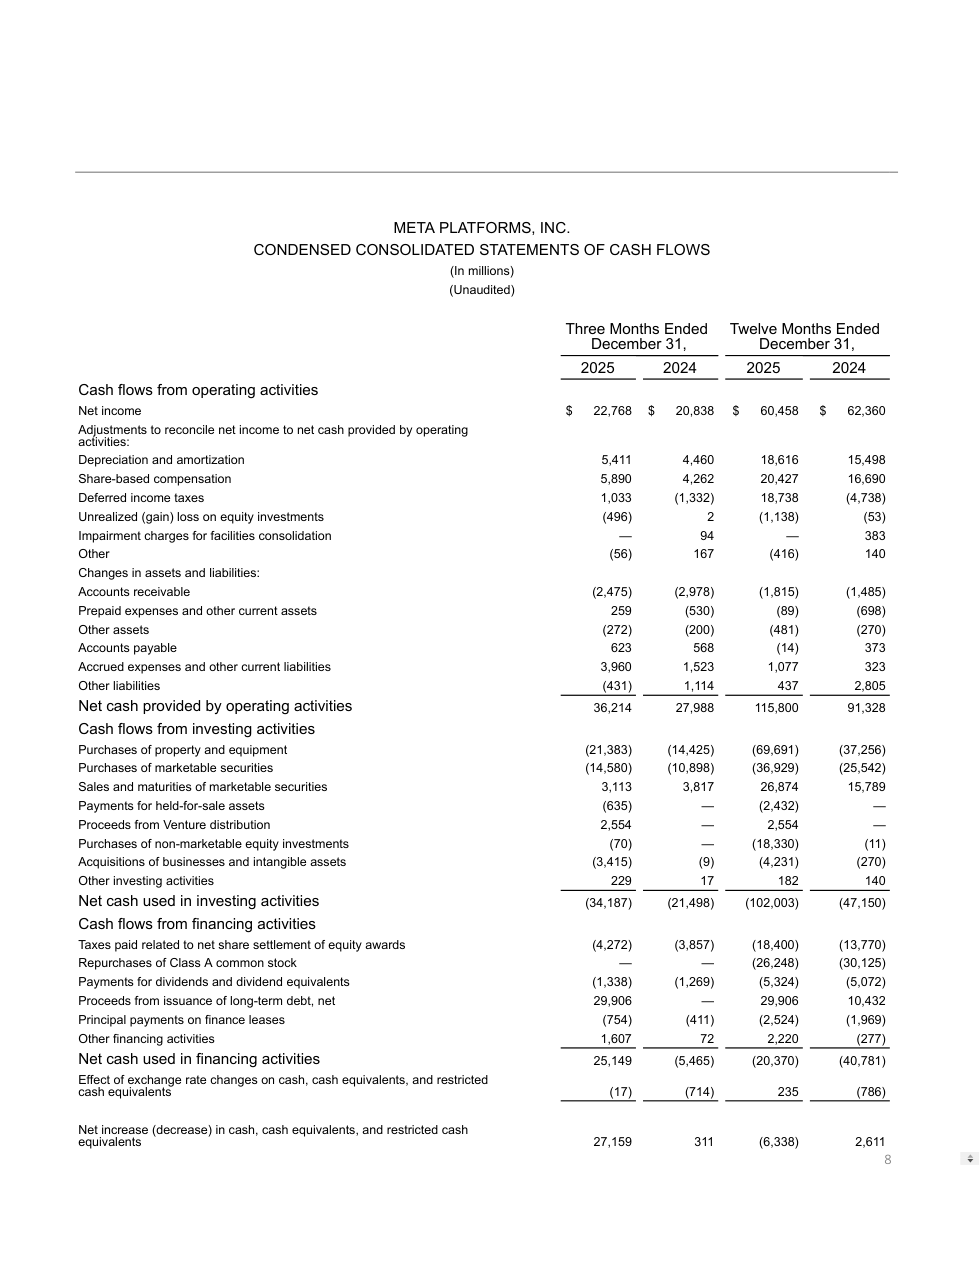 META PLATFORMS, INC.
CONDENSED CONSOLIDATED STATEMENTS OF CASH FLOWS
(In millions)
(Unaudited)
Three Months Ended December 31, Twelve Months Ended December 31,
2025 2024 2025 2024
Cash flows from operating activities
Net income $ 22,768 $ 20,838 $ 60,458 $ 62,360
Adjustments to reconcile net income to net cash provided by operating
activities:
Depreciation and amortization 5,411 4,460 18,616 15,498
Share-based compensation 5,890 4,262 20,427 16,690
Deferred income taxes 1,033 (1,332) 18,738 (4,738)
Unrealized (gain) loss on equity investments (496) 2 (1,138) (53)
Impairment charges for facilities consolidation — 94 — 383
Other (56) 167 (416) 140
Changes in assets and liabilities:
Accounts receivable (2,475) (2,978) (1,815) (1,485)
Prepaid expenses and other current assets 259 (530) (89) (698)
Other assets (272) (200) (481) (270)
Accounts payable 623 568 (14) 373
Accrued expenses and other current liabilities 3,960 1,523 1,077 323
Other liabilities (431) 1,114 437 2,805
Net cash provided by operating activities 36,214 27,988 115,800 91,328
Cash flows from investing activities
Purchases of property and equipment (21,383) (14,425) (69,691) (37,256)
Purchases of marketable securities (14,580) (10,898) (36,929) (25,542)
Sales and maturities of marketable securities 3,113 3,817 26,874 15,789
Payments for held-for-sale assets (635) — (2,432) —
Proceeds from Venture distribution 2,554 — 2,554 —
Purchases of non-marketable equity investments (70) — (18,330) (11)
Acquisitions of businesses and intangible assets (3,415) (9) (4,231) (270)
Other investing activities 229 17 182 140
Net cash used in investing activities (34,187) (21,498) (102,003) (47,150)
Cash flows from financing activities
Taxes paid related to net share settlement of equity awards (4,272) (3,857) (18,400) (13,770)
Repurchases of Class A common stock — — (26,248) (30,125)
Payments for dividends and dividend equivalents (1,338) (1,269) (5,324) (5,072)
Proceeds from issuance of long-term debt, net 29,906 — 29,906 10,432
Principal payments on finance leases (754) (411) (2,524) (1,969)
Other financing activities 1,607 72 2,220 (277)
Net cash used in financing activities 25,149 (5,465) (20,370) (40,781)
Effect of exchange rate changes on cash, cash equivalents, and restricted
cash equivalents (17) (714) 235 (786)
Net increase (decrease) in cash, cash equivalents, and restricted cash
equivalents 27,159 311 (6,338) 2,611
8